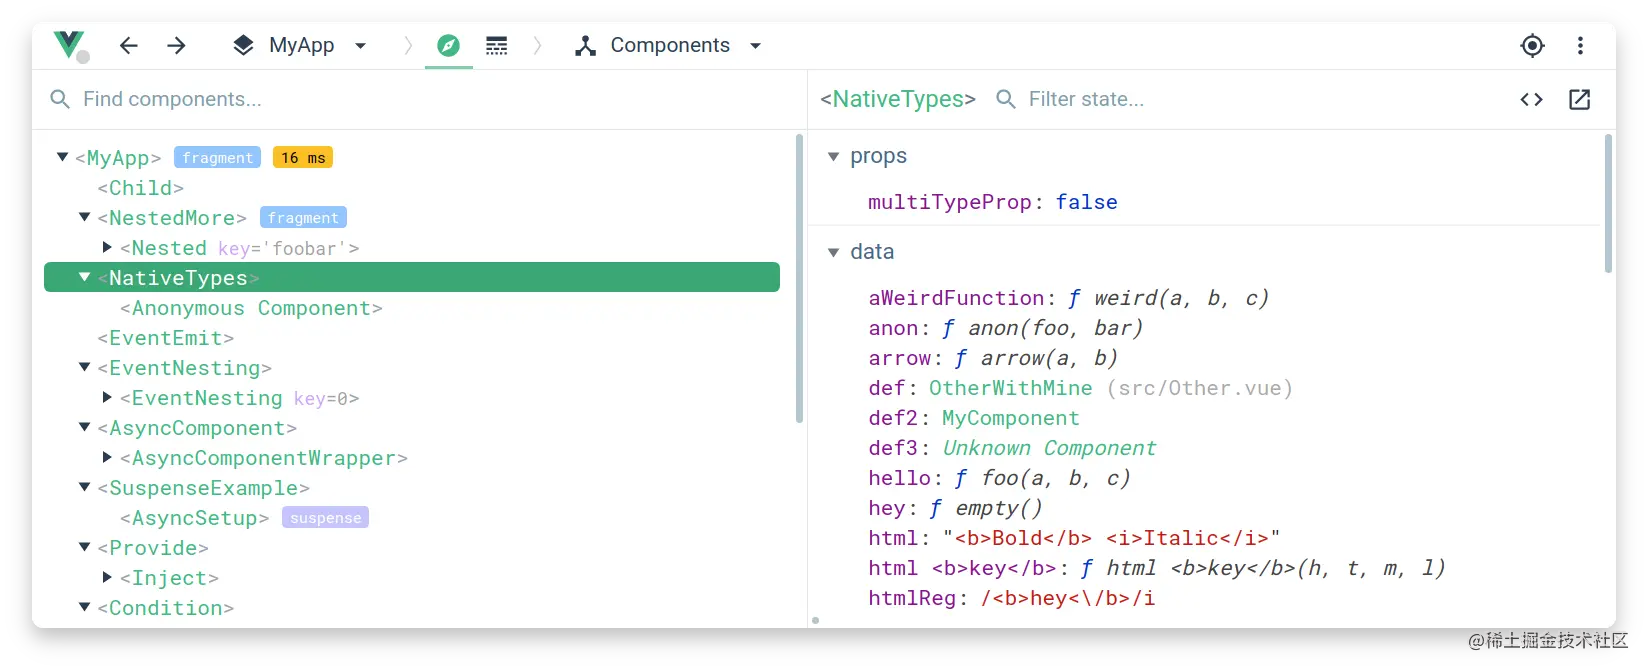 MyApp Components
Find components...
<NativeTypes> Filter state...
<MyApp> fragment 16 ms
<Child>
<NestedMore> fragment
<Nested key='foobar'>
<NativeTypes>
<Anonymous Component>
<EventEmit>
<EventNesting>
<EventNesting key=0>
<AsyncComponent>
<AsyncComponentWrapper>
<SuspenseExample>
<AsyncSetup> suspense
<Provide>
<Inject>
<Condition>
props
multiTypeProp: false
data
aWeirdFunction: ƒ weird(a, b, c)
anon: ƒ anon(foo, bar)
arrow: ƒ arrow(a, b)
def: OtherWithMine (src/Other.vue)
def2: MyComponent
def3: Unknown Component
hello: ƒ foo(a, b, c)
hey: ƒ empty()
html: "<b>Bold</b> <i>Italic</i>"
html <b>key</b>: ƒ html <b>key</b>(h, t, m, l)
htmlReg: /<b>hey<\/b>/i
@稀土掘金技术社区